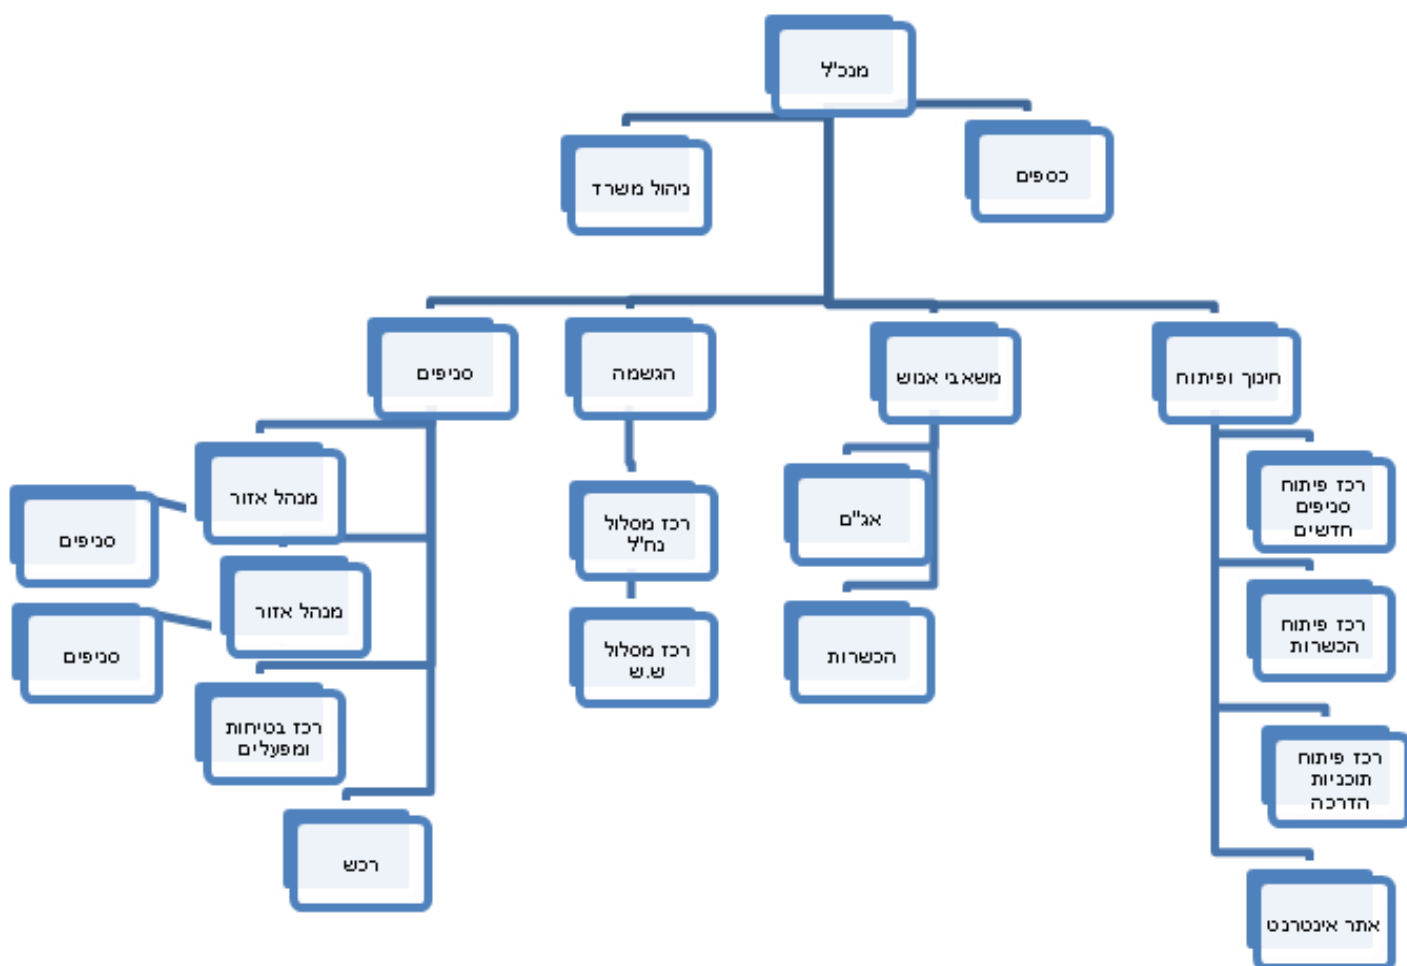 מנכ"ל
כספים
ניהול משרד
חינוך ופיתוח
משאבי אנוש
הגשמה
סניפים
רכז פיתוח
סניפים
חדשים
רכז פיתוח
הכשרות
רכז פיתוח
תוכניות
הדרכה
אתר אינטרנט
אג"ם
הכשרות
רכז מסלול
נח"ל
רכז מסלול
ש.ש
מנהל אזור
סניפים
מנהל אזור
סניפים
רכז בטיחות
ומפעלים
רכש